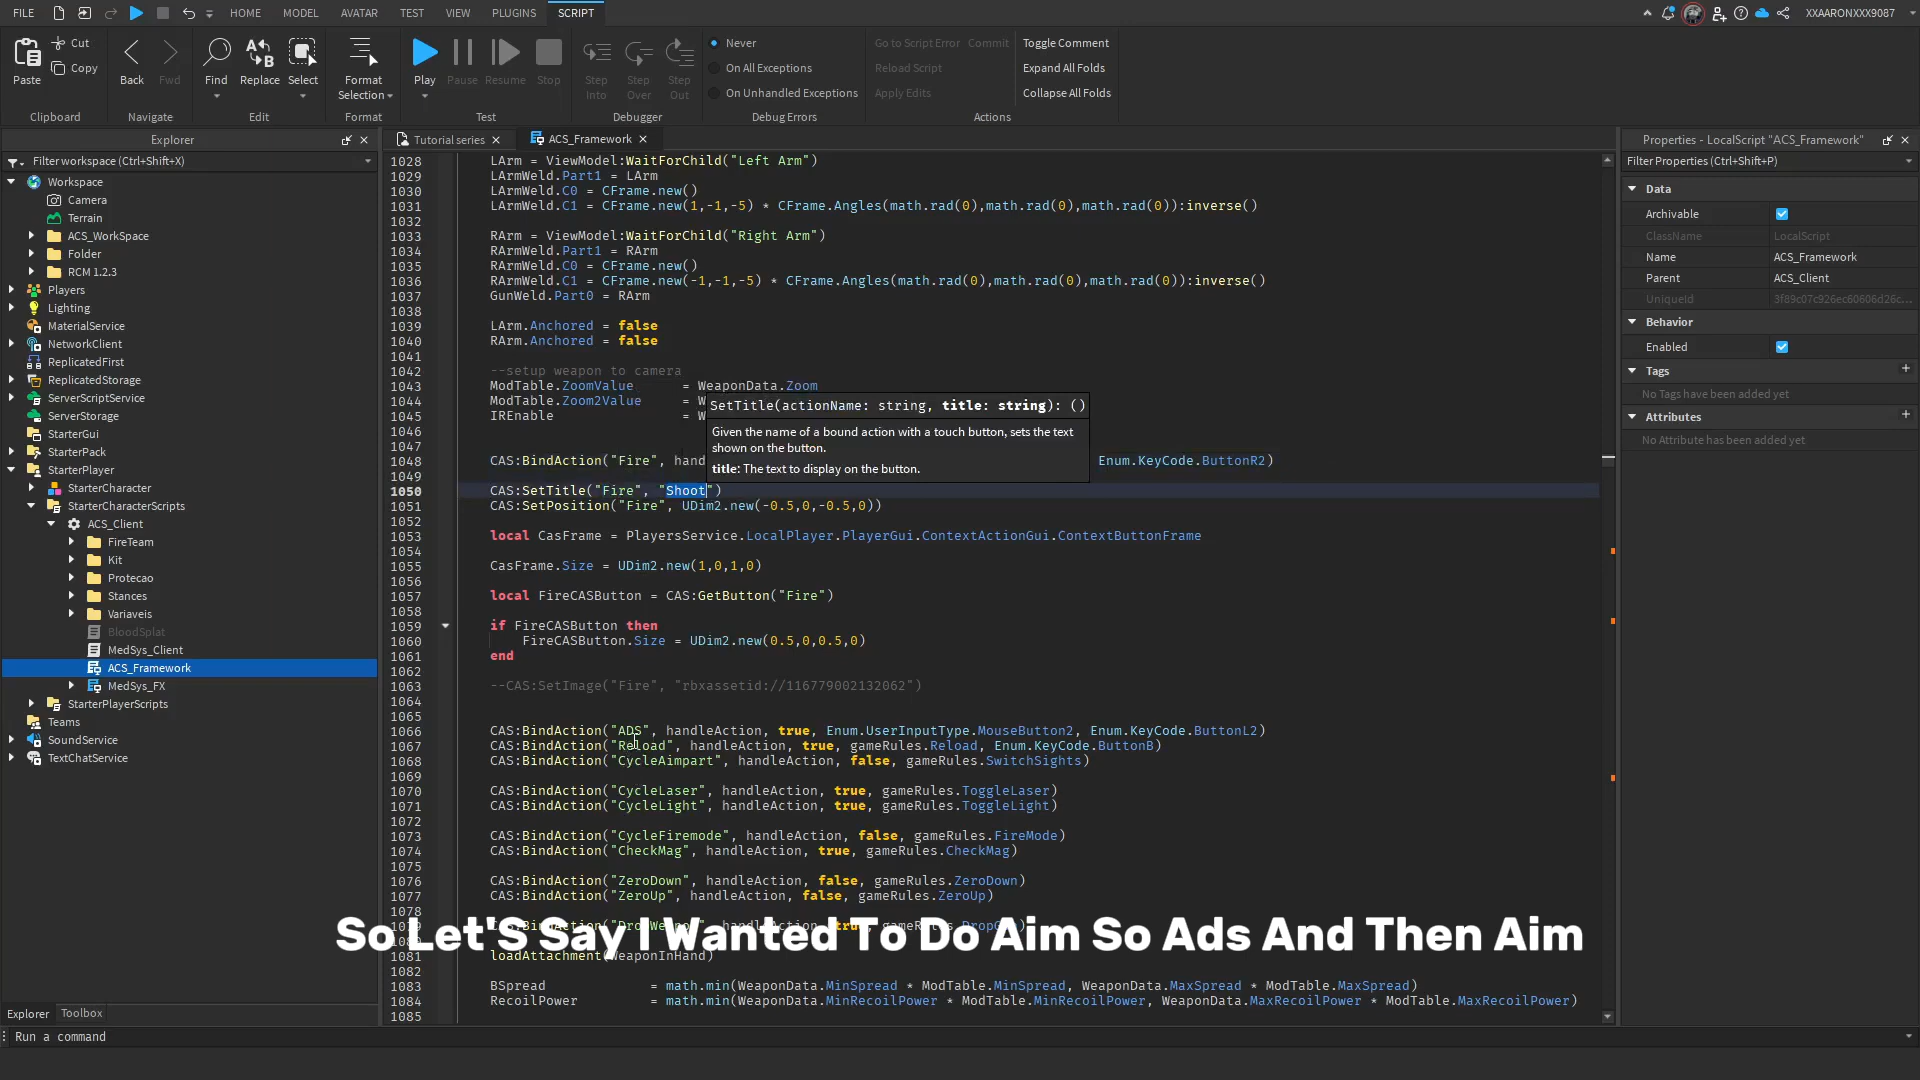 FILE HOME MODEL AVATAR TEST VIEW PLUGINS SCRIPT XXAARONXXX9087
Paste Cut Copy Back Fwd Find Replace Select Format Selection Play Pause Resume Stop Step Into Step Over Step Out
Never
On All Exceptions
On Unhandled Exceptions
Go to Script Error Commit
Reload Script
Apply Edits
Toggle Comment
Expand All Folds
Collapse All Folds
Clipboard Navigate Edit Format Test Debugger Debug Errors Actions
Explorer
Filter workspace (Ctrl+Shift+X)
Workspace
Camera
Terrain
ACS_WorkSpace
Folder
RCM 1.2.3
Players
Lighting
MaterialService
NetworkClient
ReplicatedFirst
ReplicatedStorage
ServerScriptService
ServerStorage
StarterGui
StarterPack
StarterPlayer
StarterCharacter
StarterCharacterScripts
ACS_Client
FireTeam
Kit
Protecao
Stances
Variaveis
BloodSplat
MedSys_Client
ACS_Framework
MedSys_FX
StarterPlayerScripts
Teams
SoundService
TextChatService
Explorer Toolbox
Tutorial series ACS_Framework
1028 LArm = ViewModel:WaitForChild("Left Arm")
1029 LArmWeld.Part1 = LArm
1030 LArmWeld.C0 = CFrame.new()
1031 LArmWeld.C1 = CFrame.new(1,-1,-5) * CFrame.Angles(math.rad(0),math.rad(0),math.rad(0)):inverse()
1032
1033 RArm = ViewModel:WaitForChild("Right Arm")
1034 RArmWeld.Part1 = RArm
1035 RArmWeld.C0 = CFrame.new()
1036 RArmWeld.C1 = CFrame.new(-1,-1,-5) * CFrame.Angles(math.rad(0),math.rad(0),math.rad(0)):inverse()
1037 GunWeld.Part0 = RArm
1038
1039 LArm.Anchored = false
1040 RArm.Anchored = false
1041
1042 --setup weapon to camera
1043 ModTable.ZoomValue = WeaponData.Zoom
1044 ModTable.Zoom2Value = W
1045 IREnable = W
1046
1047
1048 CAS:BindAction("Fire", hand Enum.KeyCode.ButtonR2)
1049
1050 CAS:SetTitle("Fire", "Shoot")
1051 CAS:SetPosition("Fire", UDim2.new(-0.5,0,-0.5,0))
1052
1053 local CasFrame = PlayersService.LocalPlayer.PlayerGui.ContextActionGui.ContextButtonFrame
1054
1055 CasFrame.Size = UDim2.new(1,0,1,0)
1056
1057 local FireCASButton = CAS:GetButton("Fire")
1058
1059 if FireCASButton then
1060 FireCASButton.Size = UDim2.new(0.5,0,0.5,0)
1061 end
1062
1063 --CAS:SetImage("Fire", "rbxassetid://116779002132062")
1064
1065
1066 CAS:BindAction("ADS", handleAction, true, Enum.UserInputType.MouseButton2, Enum.KeyCode.ButtonL2)
1067 CAS:BindAction("Reload", handleAction, true, gameRules.Reload, Enum.KeyCode.ButtonB)
1068 CAS:BindAction("CycleAimpart", handleAction, false, gameRules.SwitchSights)
1069
1070 CAS:BindAction("CycleLaser", handleAction, true, gameRules.ToggleLaser)
1071 CAS:BindAction("CycleLight", handleAction, true, gameRules.ToggleLight)
1072
1073 CAS:BindAction("CycleFiremode", handleAction, false, gameRules.FireMode)
1074 CAS:BindAction("CheckMag", handleAction, true, gameRules.CheckMag)
1075
1076 CAS:BindAction("ZeroDown", handleAction, false, gameRules.ZeroDown)
1077 CAS:BindAction("ZeroUp", handleAction, false, gameRules.ZeroUp)
1078
So Let'S Say I Wanted To Do Aim So Ads And Then Aim
1081 loadAttachment(WeaponInHand)
1082
1083 BSpread = math.min(WeaponData.MinSpread * ModTable.MinSpread, WeaponData.MaxSpread * ModTable.MaxSpread)
1084 RecoilPower = math.min(WeaponData.MinRecoilPower * ModTable.MinRecoilPower, WeaponData.MaxRecoilPower * ModTable.MaxRecoilPower)
1085
SetTitle(actionName: string, title: string): ()
Given the name of a bound action with a touch button, sets the text
shown on the button.
title: The text to display on the button.
Properties - LocalScript "ACS_Framework"
Filter Properties (Ctrl+Shift+P)
Data
Archivable
ClassName LocalScript
Name ACS_Framework
Parent ACS_Client
UniqueId 3f89c07c926ec60606d26c...
Behavior
Enabled
Tags
No Tags have been added yet
Attributes
No Attribute has been added yet
Run a command